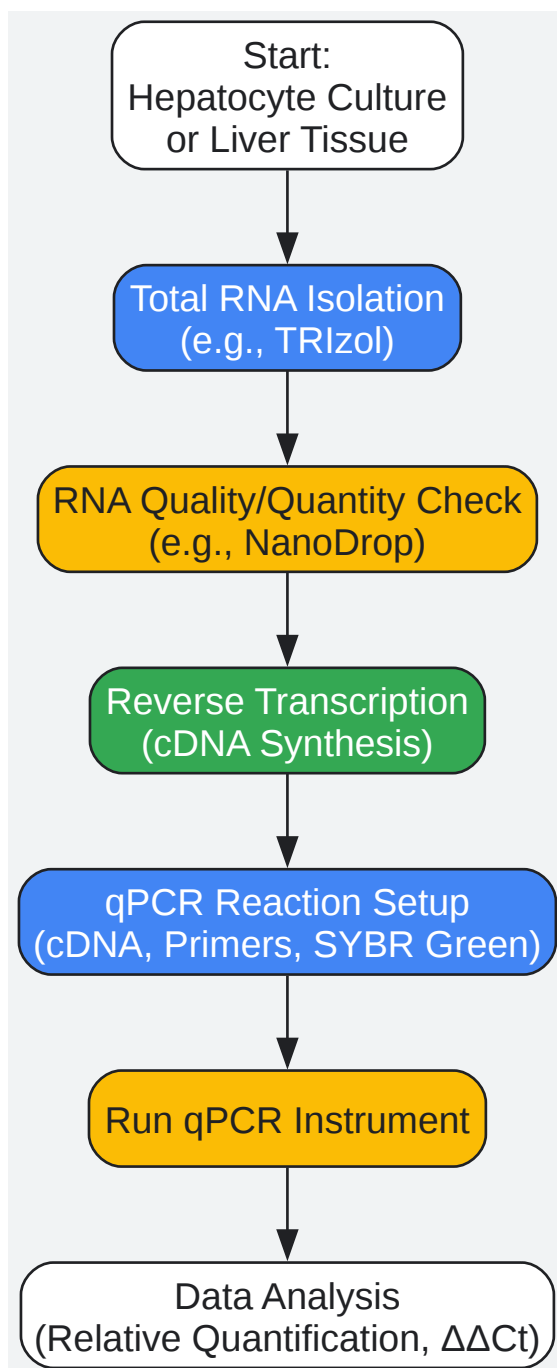 Start:
Hepatocyte Culture
or Liver Tissue
Total RNA Isolation
(e.g., TRIzol)
RNA Quality/Quantity Check
(e.g., NanoDrop)
Reverse Transcription
(cDNA Synthesis)
qPCR Reaction Setup
(cDNA, Primers, SYBR Green)
Run qPCR Instrument
Data Analysis
(Relative Quantification, ΔΔCt)